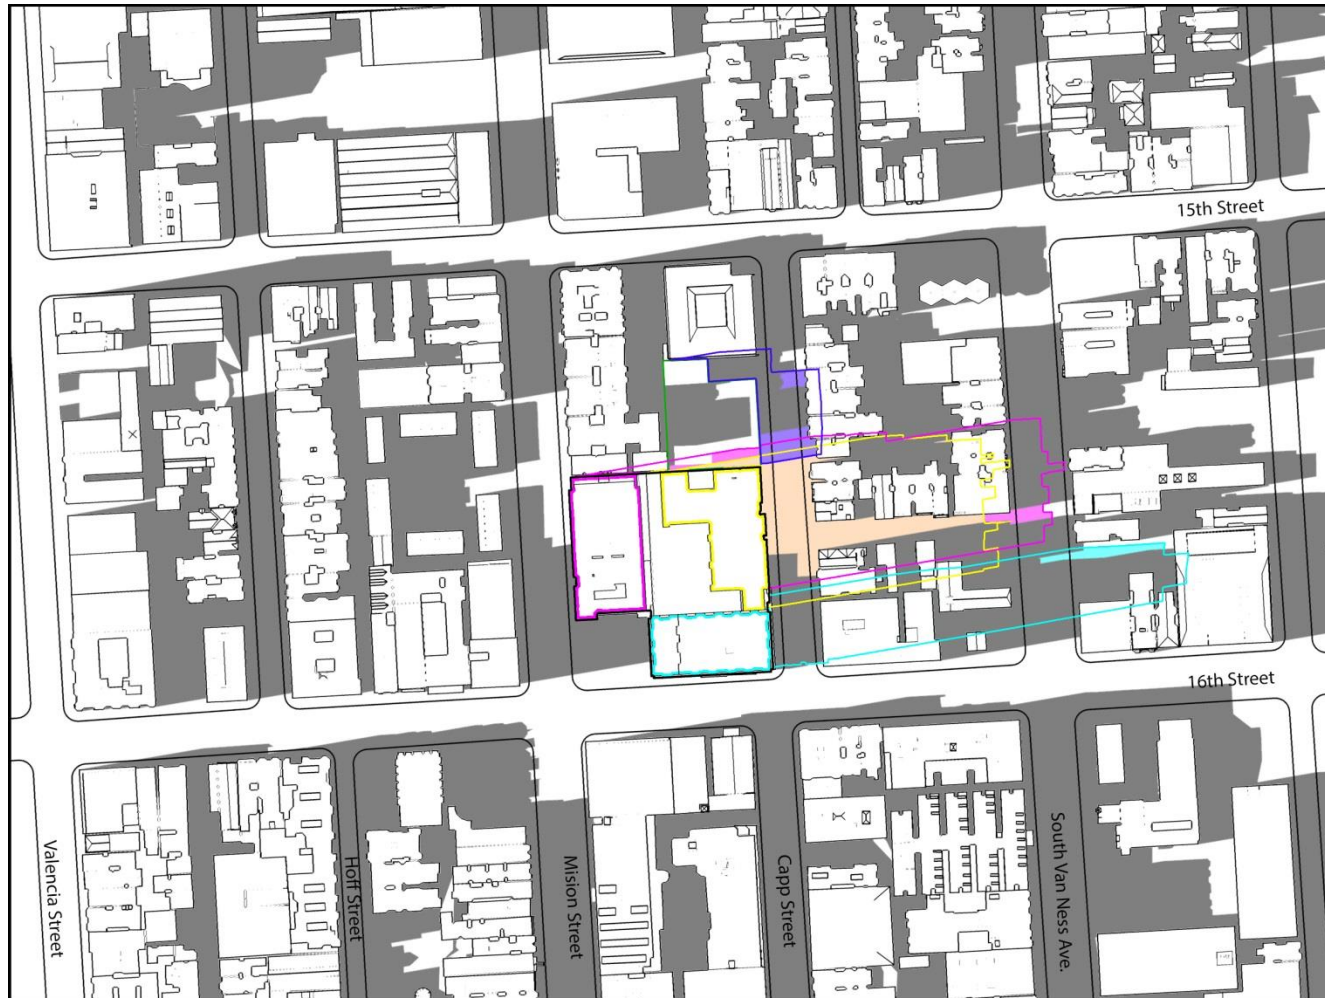 15th Street
16th Street
Valencia Street
Hoff Street
Mision Street
Capp Street
South Van Ness Ave.